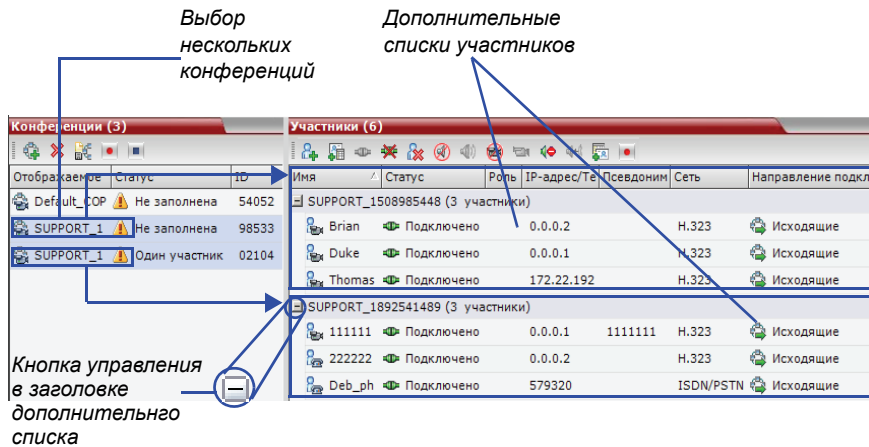 Выбор
нескольких
конференций
Дополнительные
списки участников
Конференции (3)
Отображаемое Статус ID
Default_COP Не заполнена 54052
SUPPORT_1 Не заполнена 98533
SUPPORT_1 Один участник 02104
Участники (6)
Имя Статус Роль IP-адрес/Те Псевдоним Сеть Направление подкл
SUPPORT_1508985448 (3 участники)
Brian Подключено 0.0.0.2 H.323 Исходящие
Duke Подключено 0.0.0.1 H.323 Исходящие
Thomas Подключено 172.22.192 H.323 Исходящие
SUPPORT_1892541489 (3 участники)
111111 Подключено 0.0.0.1 1111111 H.323 Исходящие
222222 Подключено 0.0.0.2 H.323 Исходящие
Deb_ph Подключено 579320 ISDN/PSTN Исходящие
Кнопка управления
в заголовке
дополнительнго
списка